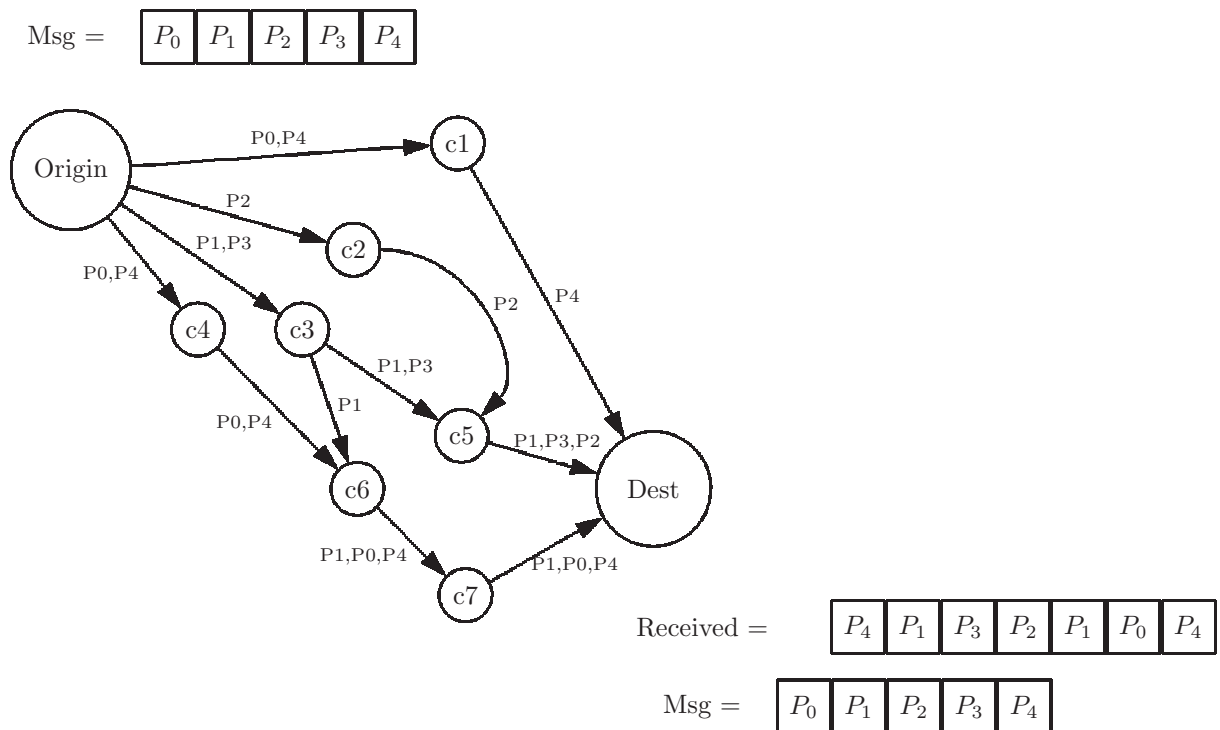 Msg = P0 P1 P2 P3 P4
Origin
P0,P4
c1
P2
c2
P1,P3
P0,P4
c4
c3
P2
P4
P1,P3
P1
P0,P4
c5
P1,P3,P2
c6
Dest
P1,P0,P4
P1,P0,P4
c7
Received = P4 P1 P3 P2 P1 P0 P4
Msg = P0 P1 P2 P3 P4